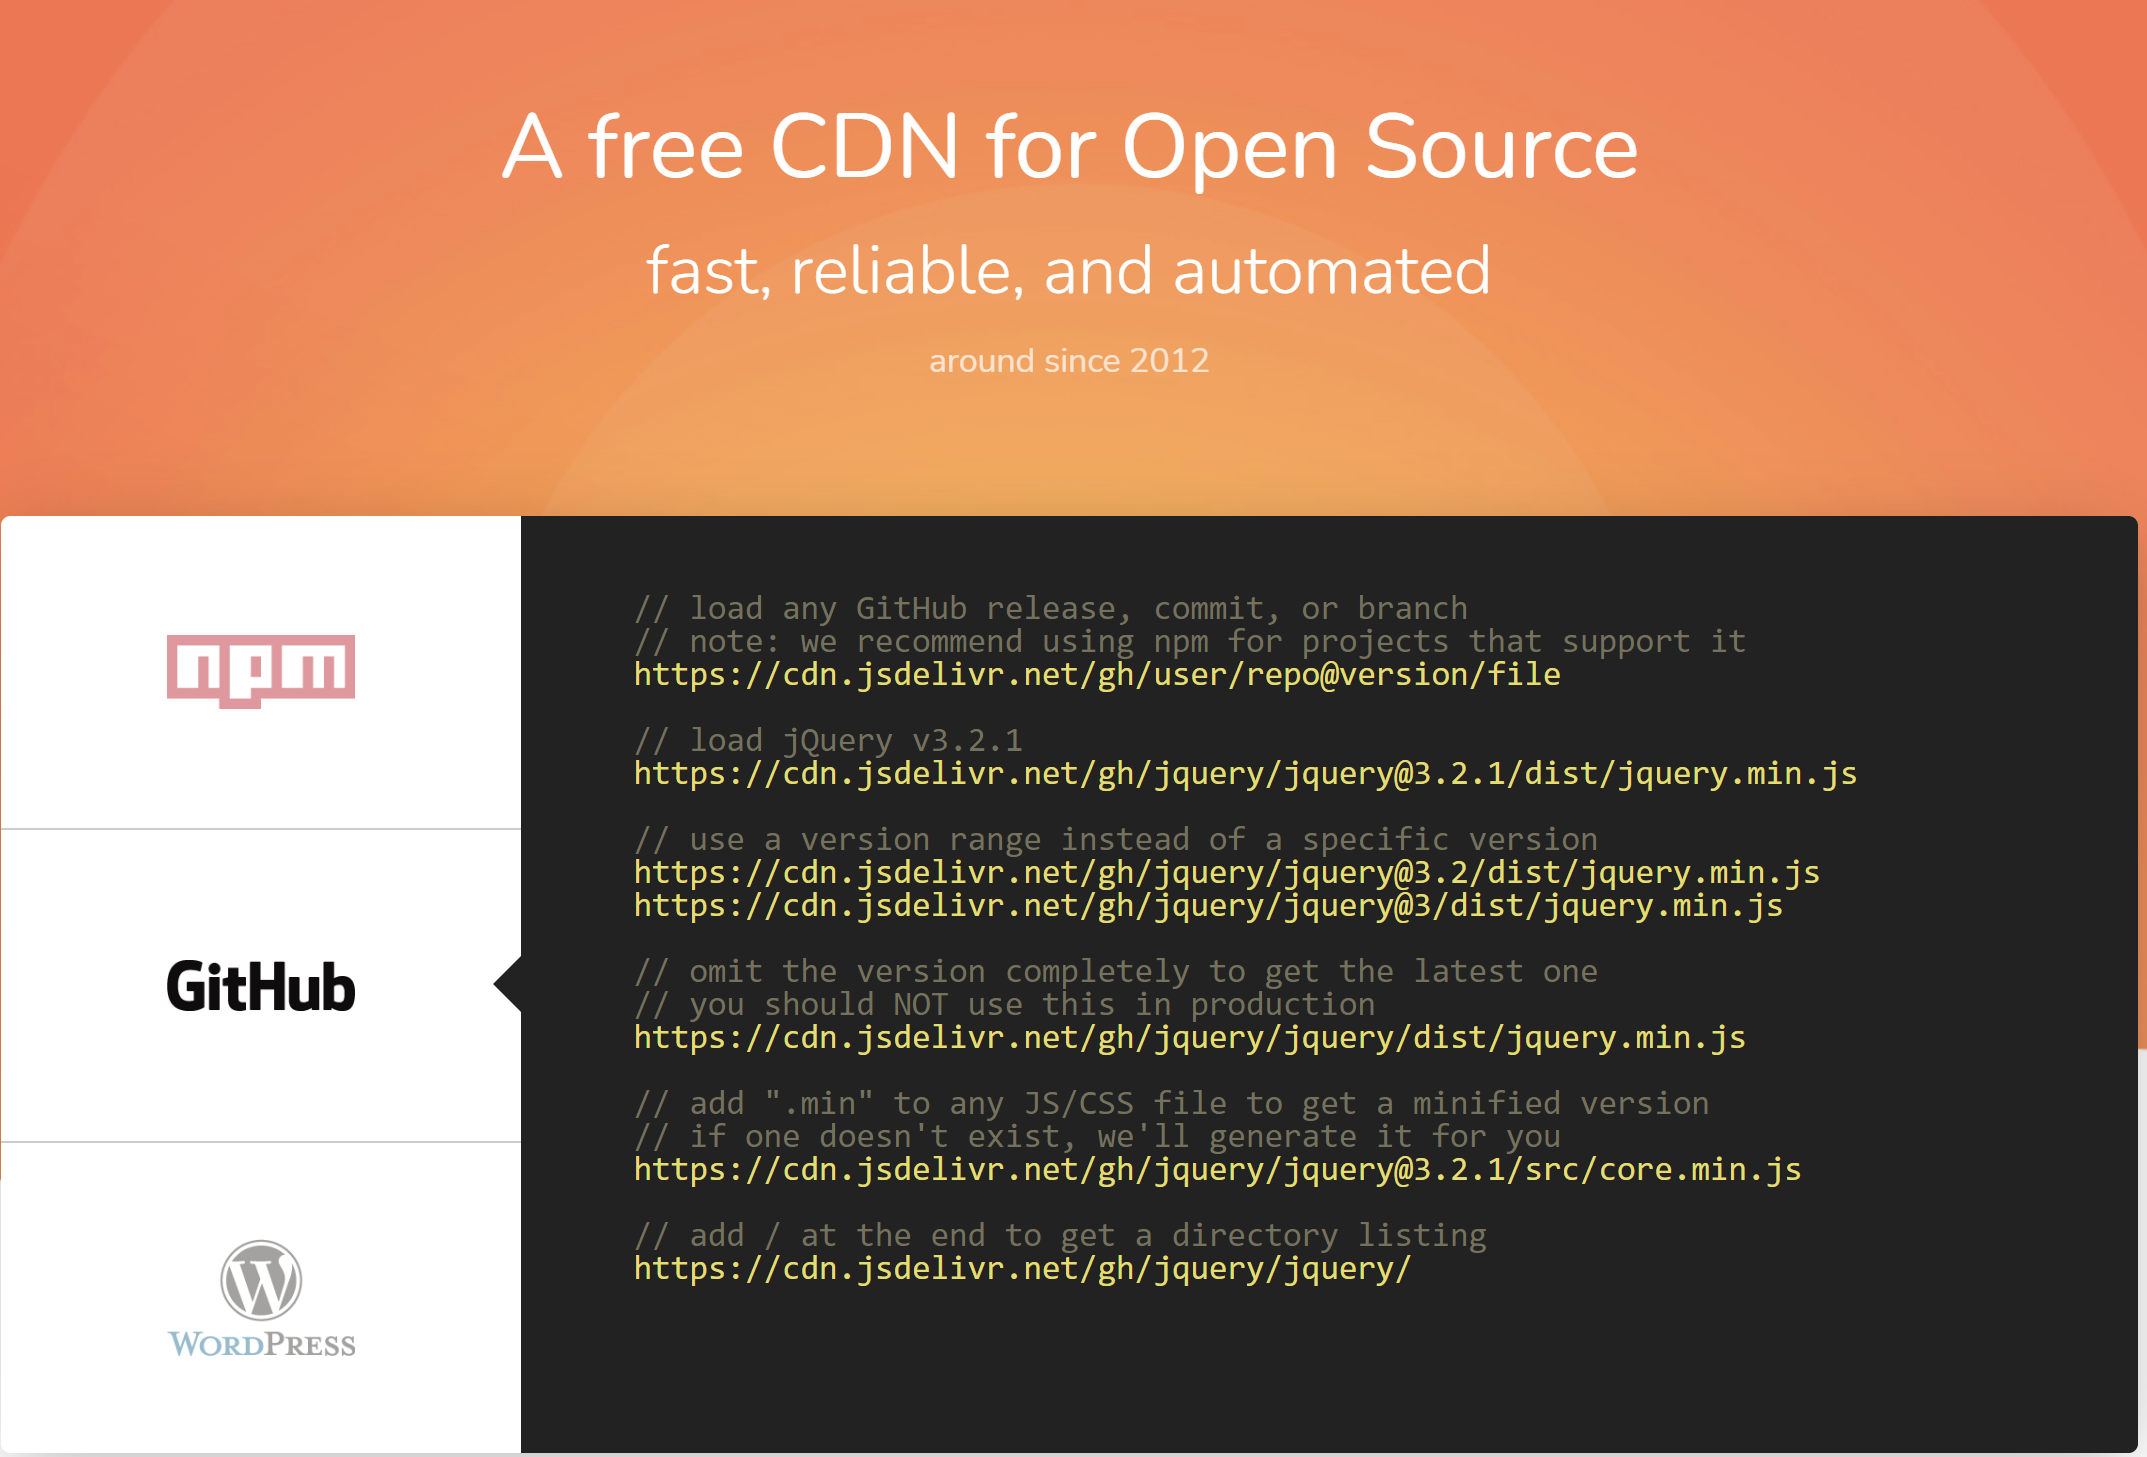 A free CDN for Open Source
fast, reliable, and automated
around since 2012
npm
GitHub
WORDPRESS
// load any GitHub release, commit, or branch
// note: we recommend using npm for projects that support it
https://cdn.jsdelivr.net/gh/user/repo@version/file
// load jQuery v3.2.1
https://cdn.jsdelivr.net/gh/jquery/jquery@3.2.1/dist/jquery.min.js
// use a version range instead of a specific version
https://cdn.jsdelivr.net/gh/jquery/jquery@3.2/dist/jquery.min.js
https://cdn.jsdelivr.net/gh/jquery/jquery@3/dist/jquery.min.js
// omit the version completely to get the latest one
// you should NOT use this in production
https://cdn.jsdelivr.net/gh/jquery/jquery/dist/jquery.min.js
// add ".min" to any JS/CSS file to get a minified version
// if one doesn't exist, we'll generate it for you
https://cdn.jsdelivr.net/gh/jquery/jquery@3.2.1/src/core.min.js
// add / at the end to get a directory listing
https://cdn.jsdelivr.net/gh/jquery/jquery/